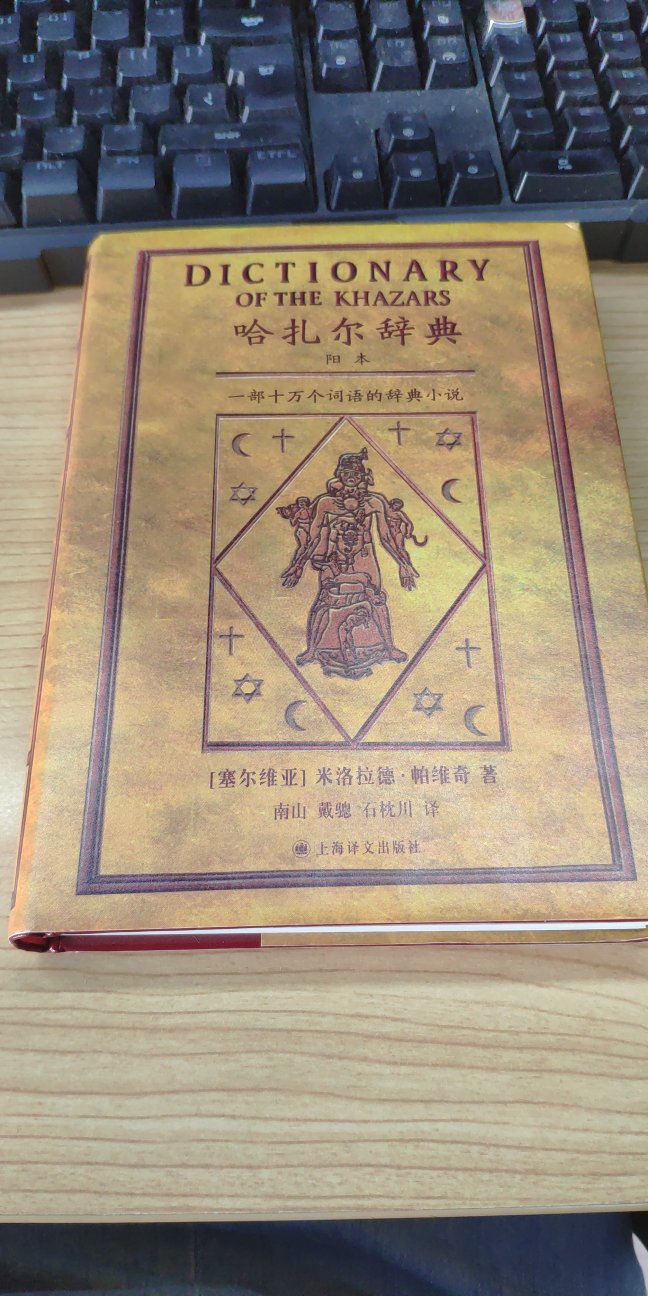 DICTIONARY
OF THE KHAZARS
哈扎尔辞典
阳 本
一部十万个词语的辞典小说
[塞尔维亚] 米洛拉德·帕维奇 著
南山 戴骢 石枕川 译
上海译文出版社